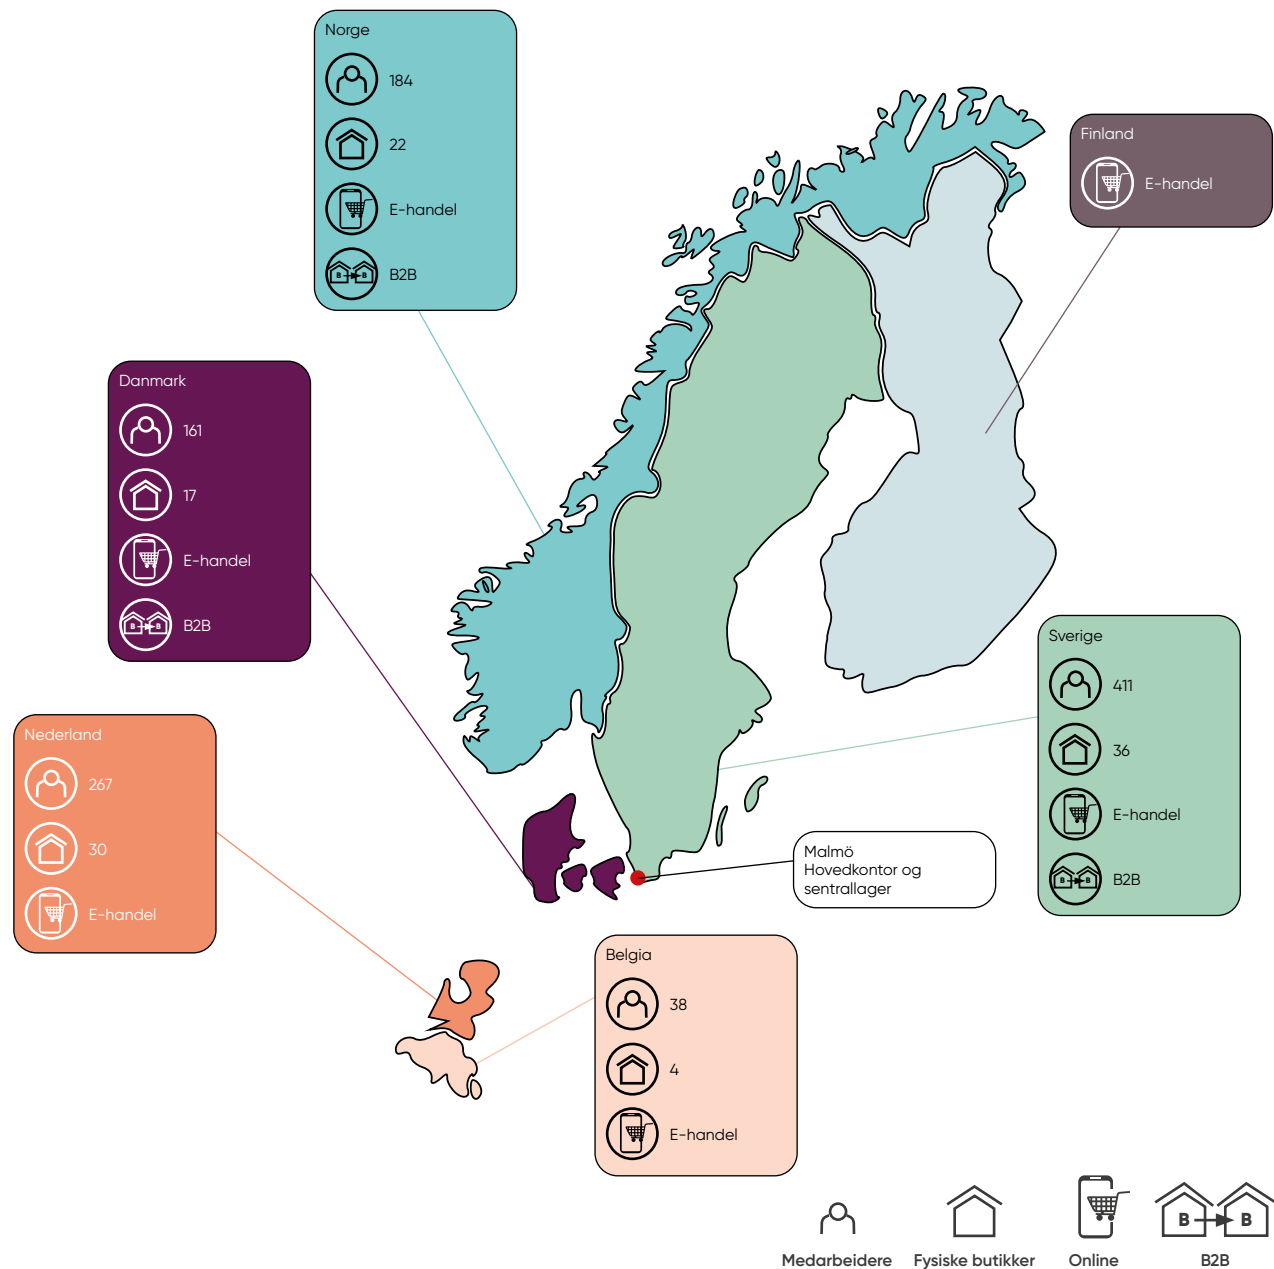 Norge
184
22
E-handel
B
B
B2B
Finland
E-handel
Danmark
161
17
E-handel
B
B
B2B
Sverige
411
36
E-handel
B
B
B2B
Nederland
267
30
E-handel
Malmö
Hovedkontor og
sentrallager
Belgia
38
4
E-handel
B
B
Medarbeidere
Fysiske butikker
Online
B2B